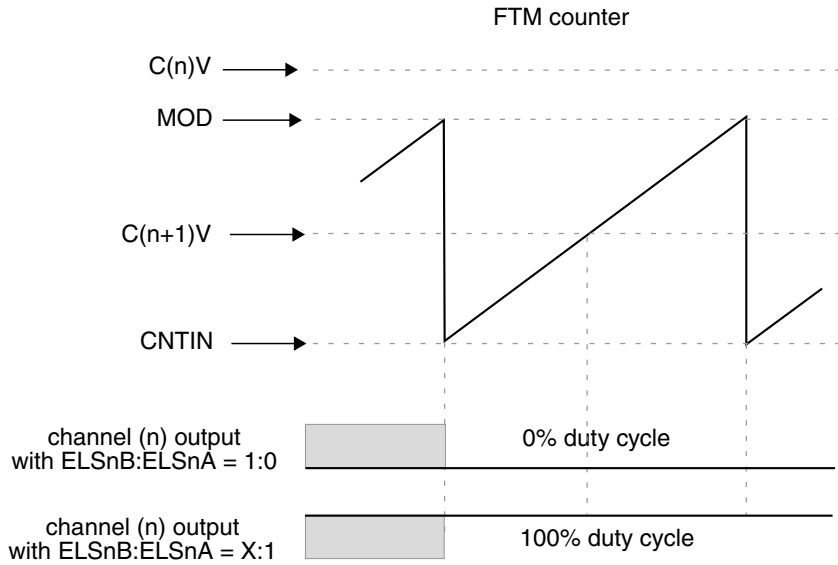 FTM counter
C(n)V
MOD
C(n+1)V
CNTIN
channel (n) output
with ELSnB:ELSnA = 1:0
0% duty cycle
channel (n) output
with ELSnB:ELSnA = X:1
100% duty cycle